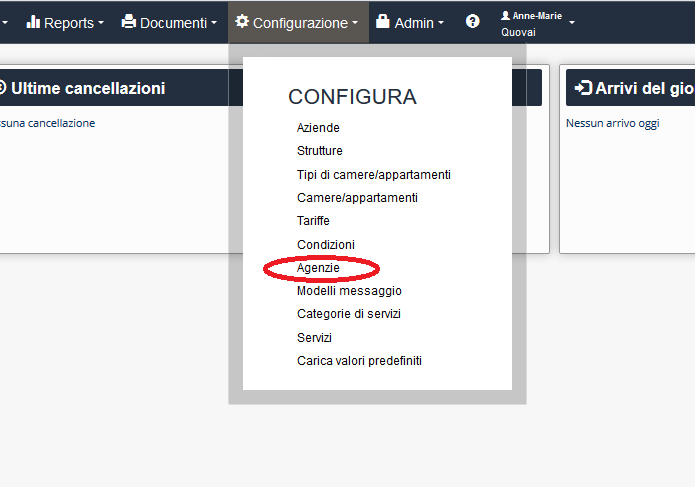 Reports Documenti Configurazione Admin Anne-Marie
Quovai
Ultime cancellazioni Arrivi del gio
ssuna cancellazione Nessun arrivo oggi
CONFIGURA
Aziende
Strutture
Tipi di camere/appartamenti
Camere/appartamenti
Tariffe
Condizioni
Agenzie
Modelli messaggio
Categorie di servizi
Servizi
Carica valori predefiniti